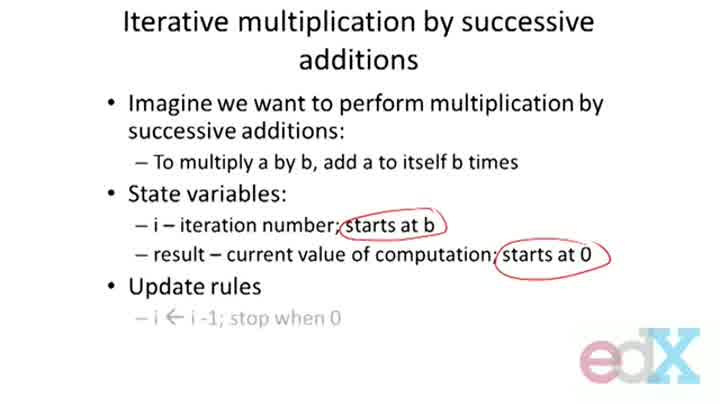 Iterative multiplication by successive
additions
• Imagine we want to perform multiplication by
successive additions:
– To multiply a by b, add a to itself b times
• State variables:
– i – iteration number; starts at b
– result – current value of computation; starts at 0
• Update rules
– i ← i -1; stop when 0
edX